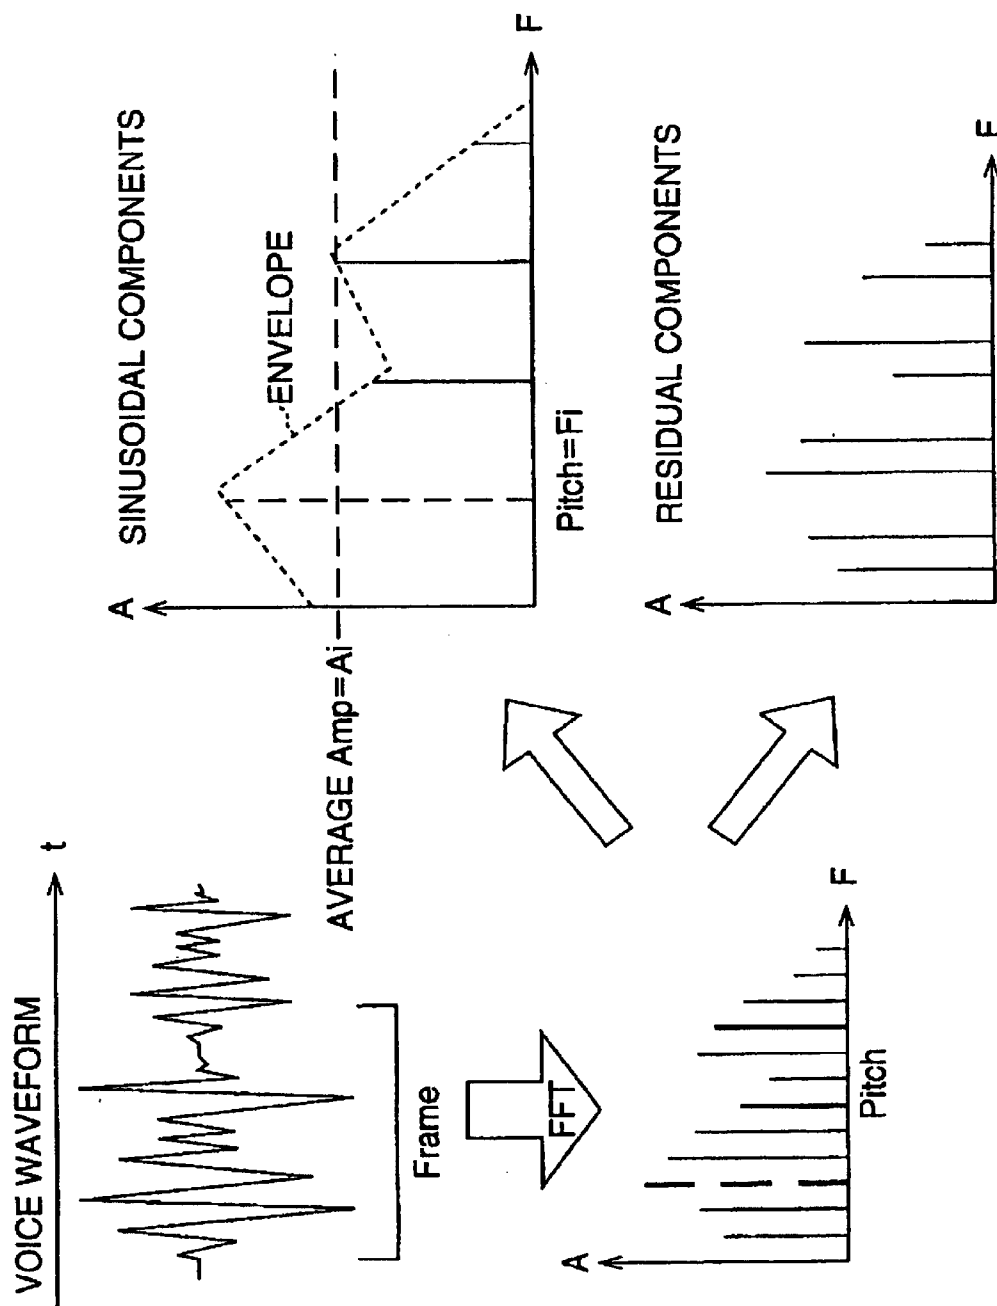 VOICE WAVEFORM
t
Frame
FFT
A
F
Pitch
SINUSOIDAL COMPONENTS
A
ENVELOPE
AVERAGE Amp=Ai
F
Pitch=Fi
RESIDUAL COMPONENTS
A
F